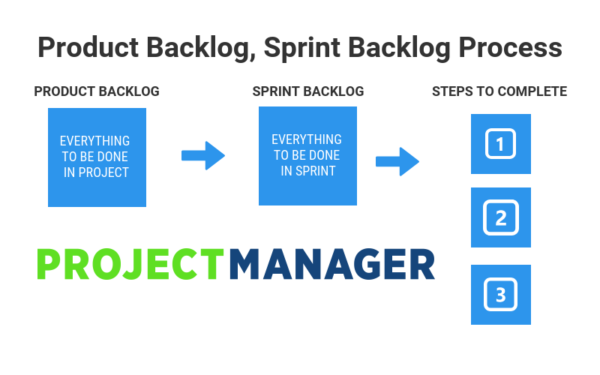 Product Backlog, Sprint Backlog Process
PRODUCT BACKLOG
EVERYTHING
TO BE DONE
IN PROJECT
SPRINT BACKLOG
EVERYTHING
TO BE DONE
IN SPRINT
STEPS TO COMPLETE
1
2
3
PROJECTMANAGER